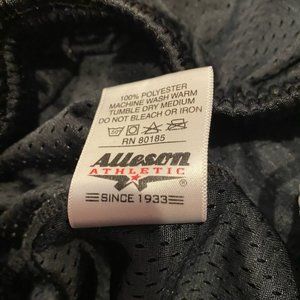 100% POLYESTER
MACHINE WASH WARM
TUMBLE DRY MEDIUM
DO NOT BLEACH OR IRON
RN 80185
Alleson
ATHLETIC ®
SINCE 1933